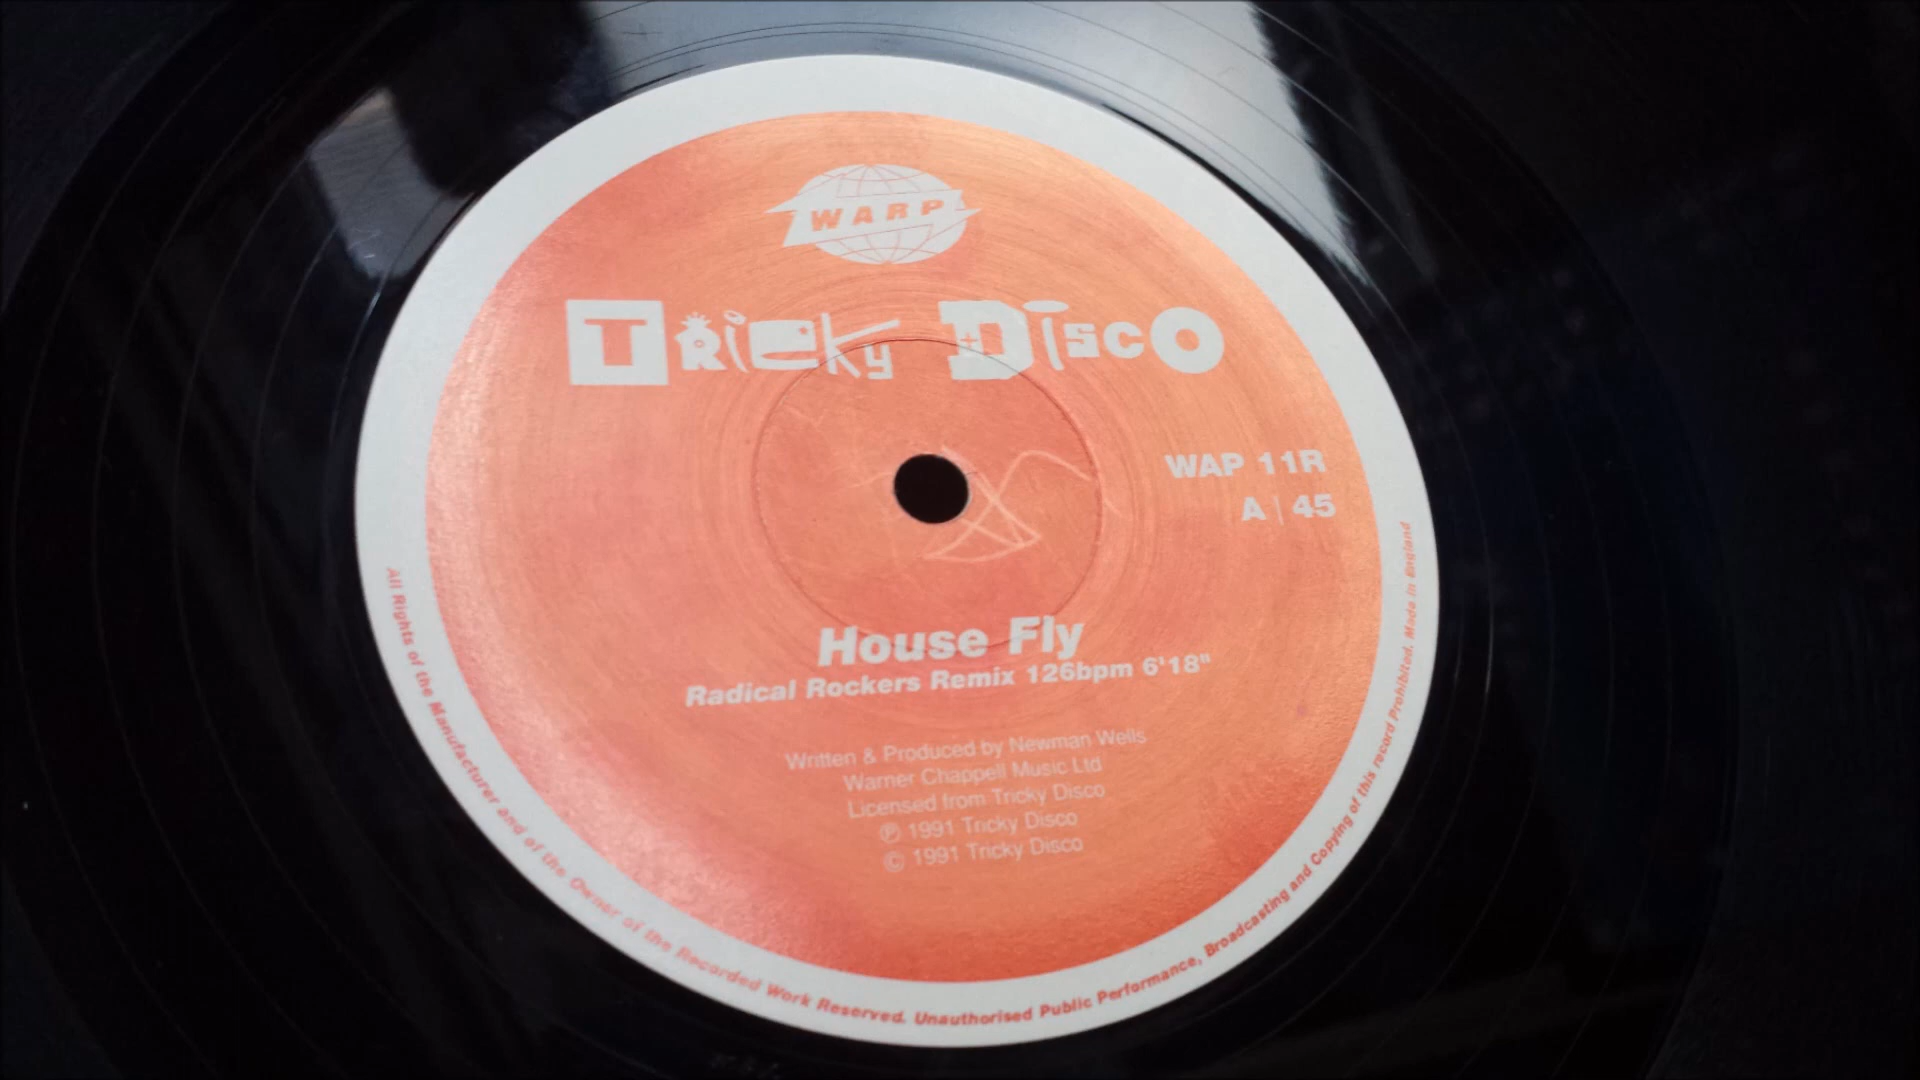 WARP
Tricky Disco
WAP 11R
A | 45
House Fly
Radical Rockers Remix 126bpm 6'18"
Written & Produced by Newman Wells
Warner Chappell Music Ltd
Licensed from Tricky Disco
℗ 1991 Tricky Disco
© 1991 Tricky Disco
All Rights of the Manufacturer and of the Owner of the Recorded Work Reserved. Unauthorised Public Performance, Broadcasting and Copying of this record Prohibited. Made in England